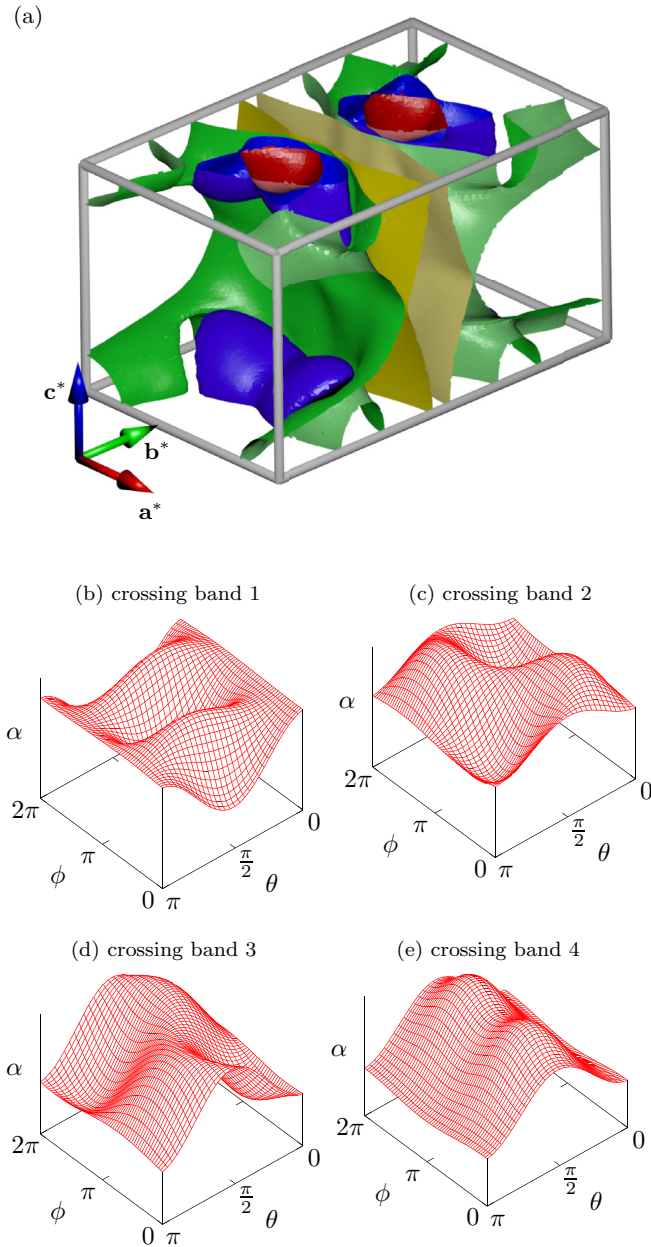 (a)
c*
b*
a*
(b) crossing band 1
(c) crossing band 2
α
α
2π
ϕ
π
0
π
π/2
θ
0
2π
ϕ
π
0
π
π/2
θ
0
(d) crossing band 3
(e) crossing band 4
α
α
2π
ϕ
π
0
π
π/2
θ
0
2π
ϕ
π
0
π
π/2
θ
0